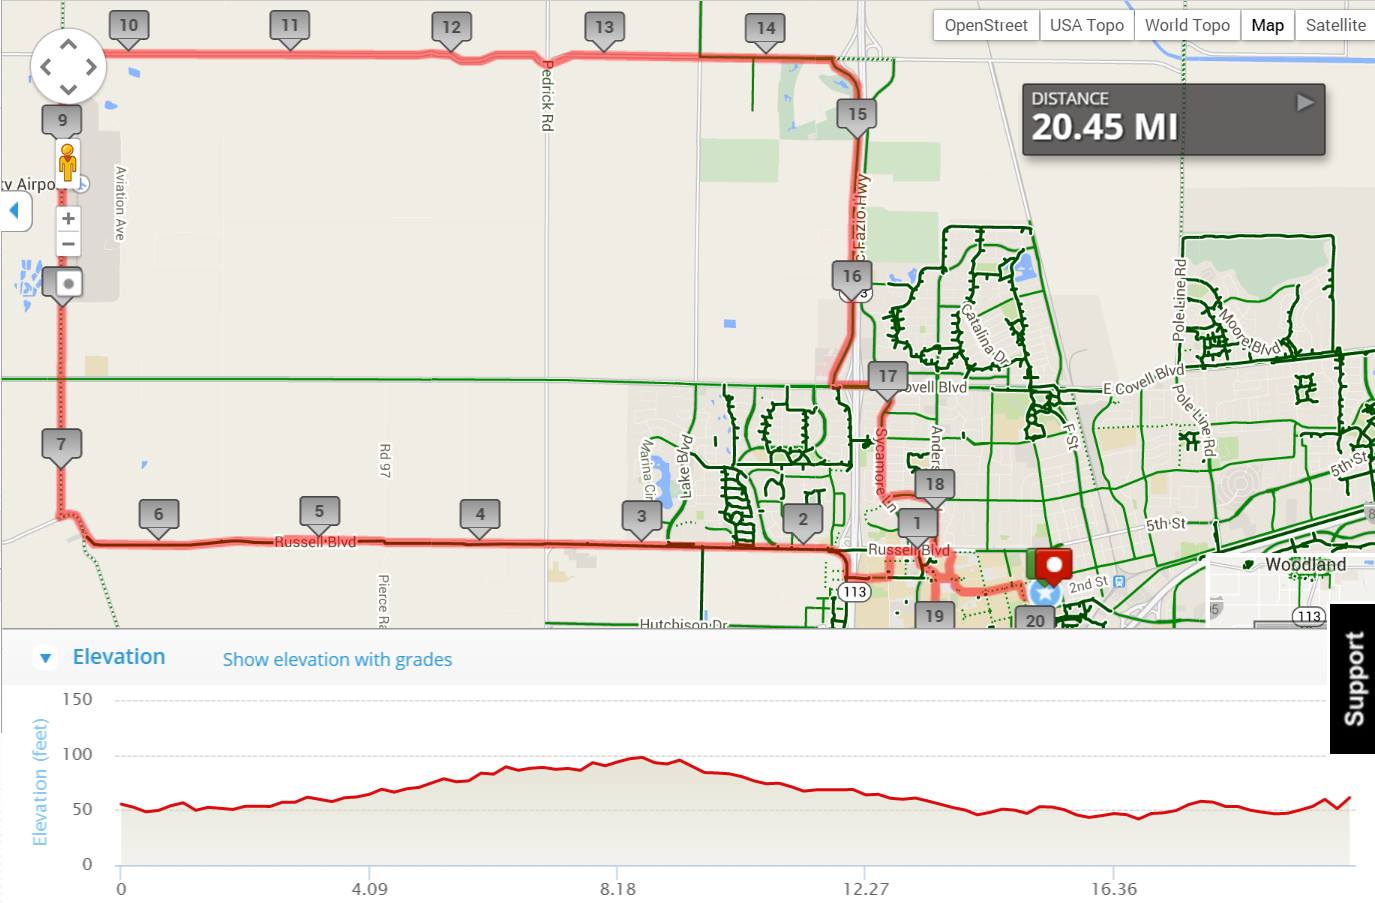 10
11
12
13
14
OpenStreet
USA Topo
World Topo
Map
Satellite
DISTANCE
20.45 MI
Pedrick Rd
9
15
Aviation Ave
Airpo
Fazio Hwy
16
3
Catalina Dr
Pole Line Rd
Moore Blvd
17
ovell Blvd
E Covell Blvd
Pole Line Rd
F St
7
Rd 97
Marina Cir
Lake Blvd
Sycamore Ln
Anders
5th St
18
6
5
4
3
2
1
5th St
Russell Blvd
Russell Blvd
Woodland
2nd St
113
Pierce R
19
20
5
113
Hutchison Dr
Support
Elevation
Show elevation with grades
Elevation (feet)
150
100
50
0
0
4.09
8.18
12.27
16.36